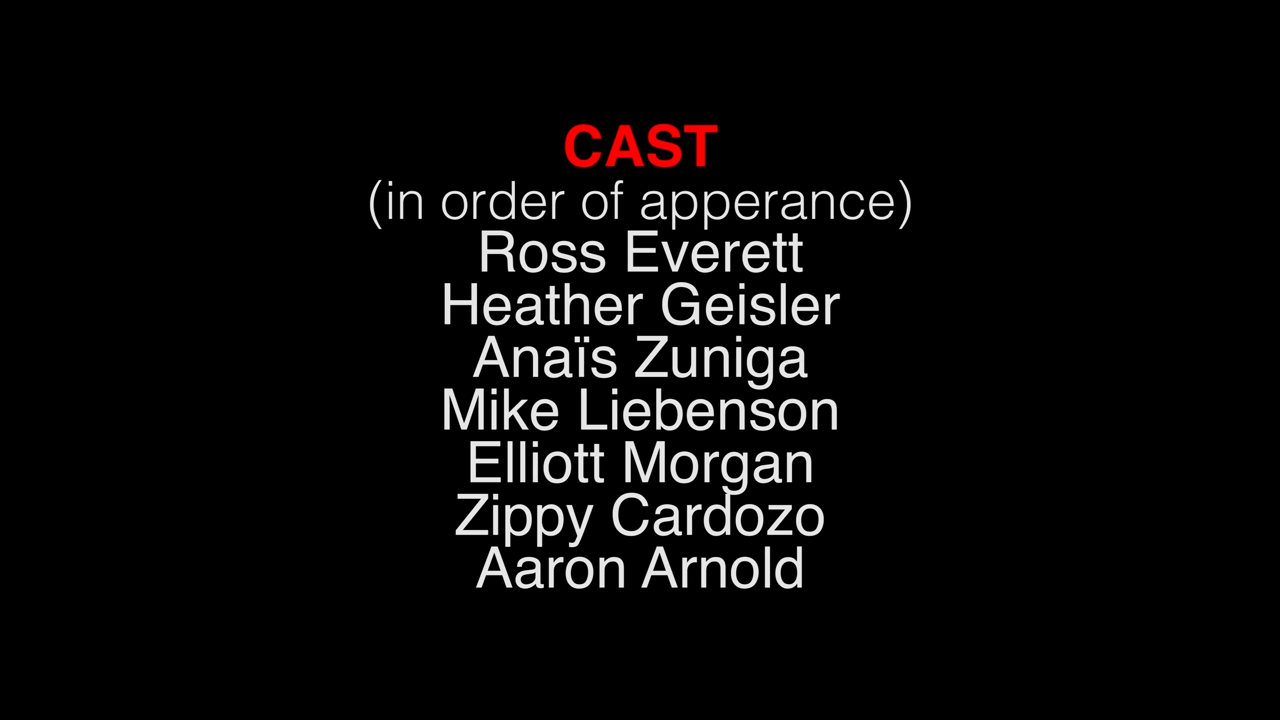 CAST
(in order of apperance)
Ross Everett
Heather Geisler
Anaïs Zuniga
Mike Liebenson
Elliott Morgan
Zippy Cardozo
Aaron Arnold